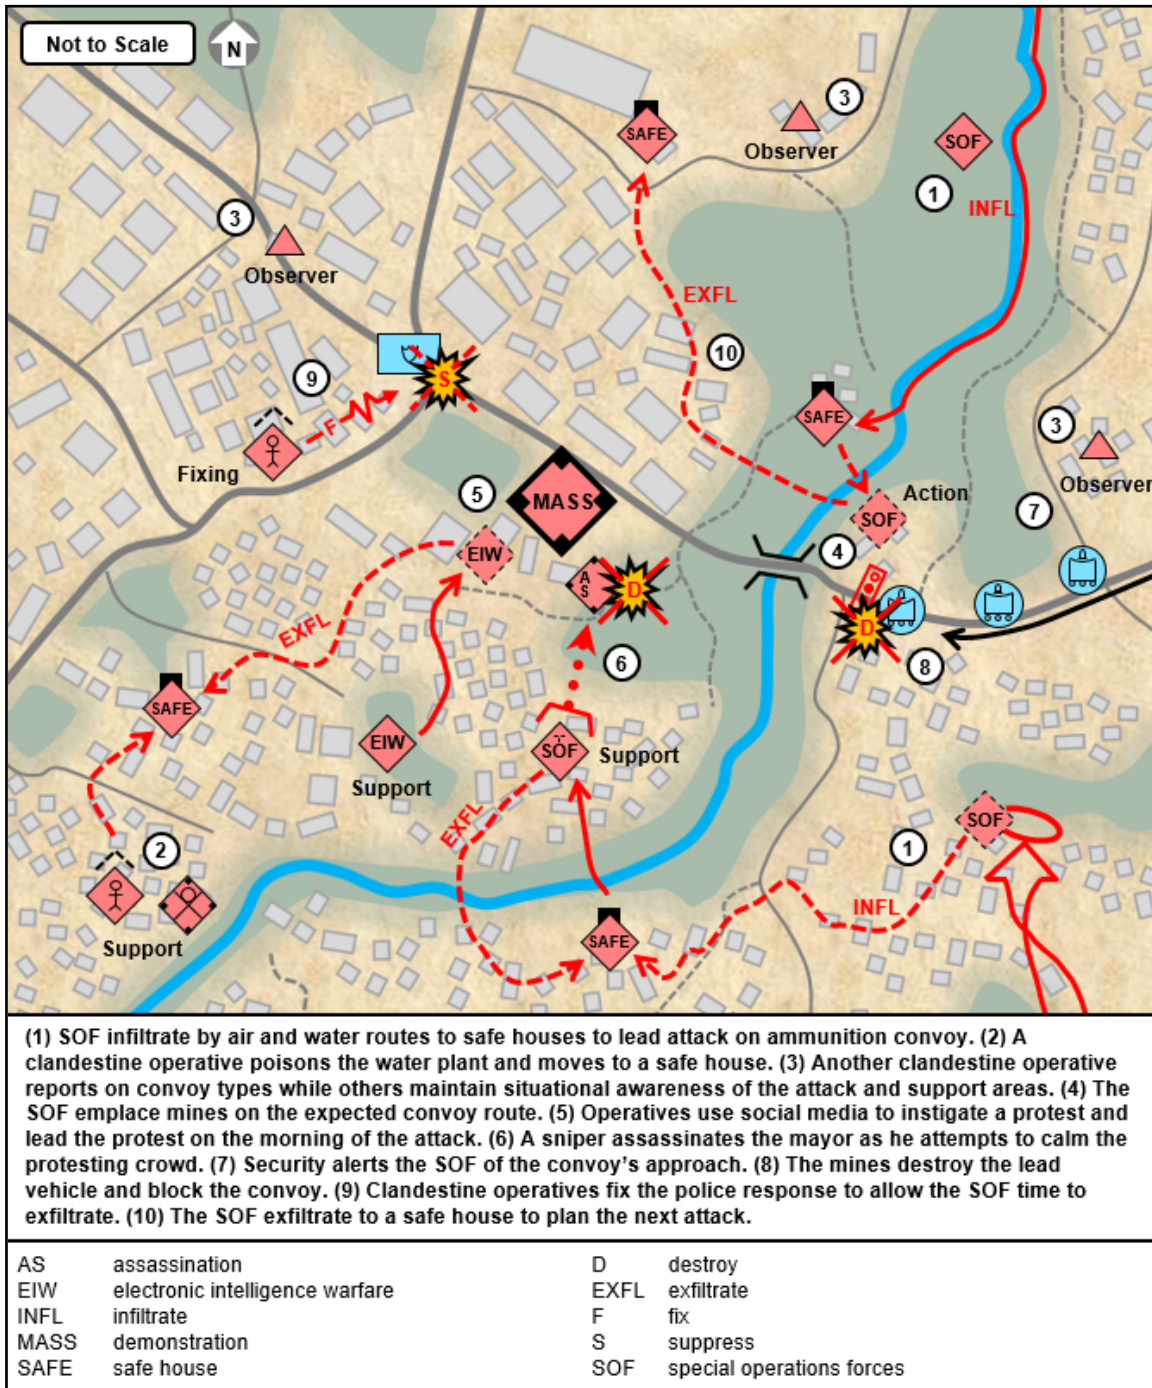 Not to Scale
N
SAFE
3
Observer
SOF
1
INFL
3
Observer
EXFL
10
S
9
F
Fixing
SAFE
3
Observer
5
MASS
Action
SOF
7
4
EIW
A
S
D
EXFL
6
D
8
SAFE
EIW
Support
SOF
Support
EXFL
SOF
1
2
INFL
Support
SAFE
(1) SOF infiltrate by air and water routes to safe houses to lead attack on ammunition convoy. (2) A
clandestine operative poisons the water plant and moves to a safe house. (3) Another clandestine operative
reports on convoy types while others maintain situational awareness of the attack and support areas. (4) The
SOF emplace mines on the expected convoy route. (5) Operatives use social media to instigate a protest and
lead the protest on the morning of the attack. (6) A sniper assassinates the mayor as he attempts to calm the
protesting crowd. (7) Security alerts the SOF of the convoy's approach. (8) The mines destroy the lead
vehicle and block the convoy. (9) Clandestine operatives fix the police response to allow the SOF time to
exfiltrate. (10) The SOF exfiltrate to a safe house to plan the next attack.
AS assassination
EIW electronic intelligence warfare
INFL infiltrate
MASS demonstration
SAFE safe house
D destroy
EXFL exfiltrate
F fix
S suppress
SOF special operations forces